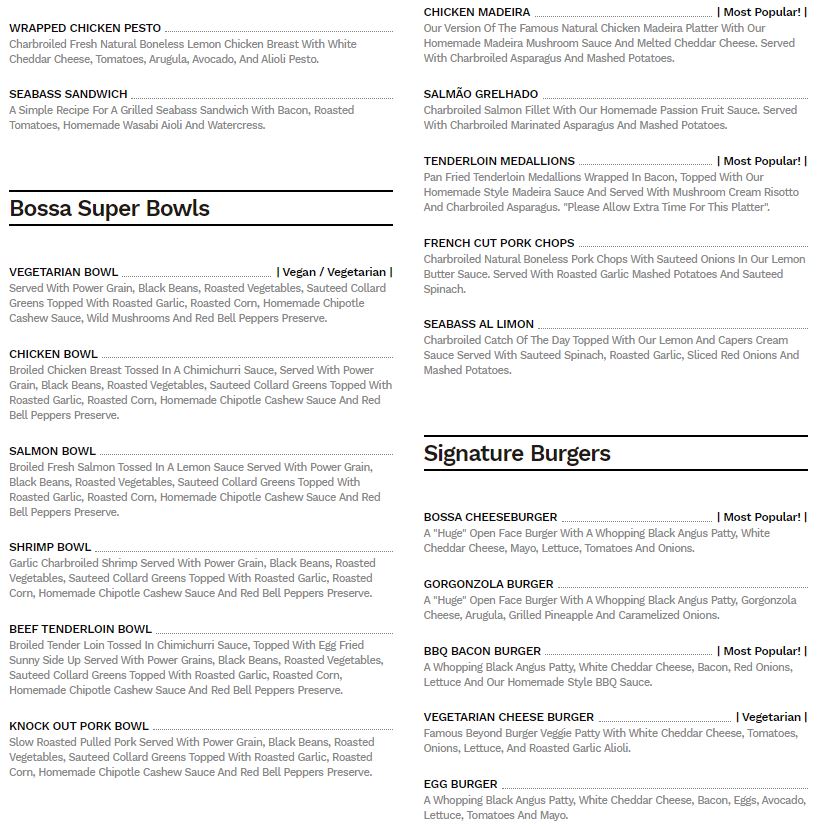 WRAPPED CHICKEN PESTO
Charbroiled Fresh Natural Boneless Lemon Chicken Breast With White
Cheddar Cheese, Tomatoes, Arugula, Avocado, And Alioli Pesto.
SEABASS SANDWICH
A Simple Recipe For A Grilled Seabass Sandwich With Bacon, Roasted
Tomatoes, Homemade Wasabi Aioli And Watercress.
Bossa Super Bowls
VEGETARIAN BOWL | Vegan / Vegetarian |
Served With Power Grain, Black Beans, Roasted Vegetables, Sauteed Collard
Greens Topped With Roasted Garlic, Roasted Corn, Homemade Chipotle
Cashew Sauce, Wild Mushrooms And Red Bell Peppers Preserve.
CHICKEN BOWL
Broiled Chicken Breast Tossed In A Chimichurri Sauce, Served With Power
Grain, Black Beans, Roasted Vegetables, Sauteed Collard Greens Topped With
Roasted Garlic, Roasted Corn, Homemade Chipotle Cashew Sauce And Red
Bell Peppers Preserve.
SALMON BOWL
Broiled Fresh Salmon Tossed In A Lemon Sauce Served With Power Grain,
Black Beans, Roasted Vegetables, Sauteed Collard Greens Topped With
Roasted Garlic, Roasted Corn, Homemade Chipotle Cashew Sauce And Red
Bell Peppers Preserve.
SHRIMP BOWL
Garlic Charbroiled Shrimp Served With Power Grain, Black Beans, Roasted
Vegetables, Sauteed Collard Greens Topped With Roasted Garlic, Roasted
Corn, Homemade Chipotle Cashew Sauce And Red Bell Peppers Preserve.
BEEF TENDERLOIN BOWL
Broiled Tender Loin Tossed In Chimichurri Sauce, Topped With Egg Fried
Sunny Side Up Served With Power Grains, Black Beans, Roasted Vegetables,
Sauteed Collard Greens Topped With Roasted Garlic, Roasted Corn,
Homemade Chipotle Cashew Sauce And Red Bell Peppers Preserve.
KNOCK OUT PORK BOWL
Slow Roasted Pulled Pork Served With Power Grain, Black Beans, Roasted
Vegetables, Sauteed Collard Greens Topped With Roasted Garlic, Roasted
Corn, Homemade Chipotle Cashew Sauce And Red Bell Peppers Preserve.
CHICKEN MADEIRA | Most Popular! |
Our Version Of The Famous Natural Chicken Madeira Platter With Our
Homemade Madeira Mushroom Sauce And Melted Cheddar Cheese. Served
With Charboiled Asparagus And Mashed Potatoes.
SALMÃO GRELHADO
Charbroiled Salmon Fillet With Our Homemade Passion Fruit Sauce. Served
With Charbroiled Marinated Asparagus And Mashed Potatoes.
TENDERLOIN MEDALLIONS | Most Popular! |
Pan Fried Tenderloin Medallions Wrapped In Bacon, Topped With Our
Homemade Style Madeira Sauce And Served With Mushroom Cream Risotto
And Charbroiled Asparagus. "Please Allow Extra Time For This Platter".
FRENCH CUT PORK CHOPS
Charbroiled Natural Boneless Pork Chops With Sauteed Onions In Our Lemon
Butter Sauce. Served With Roasted Garlic Mashed Potatoes And Sauteed
Spinach.
SEABASS AL LIMON
Charbroiled Catch Of The Day Topped With Our Lemon And Capers Cream
Sauce Served With Sauteed Spinach, Roasted Garlic, Sliced Red Onions And
Mashed Potatoes.
Signature Burgers
BOSSA CHEESEBURGER | Most Popular! |
A "Huge" Open Face Burger With A Whopping Black Angus Patty, White
Cheddar Cheese, Mayo, Lettuce, Tomatoes And Onions.
GORGONZOLA BURGER
A "Huge" Open Face Burger With A Whopping Black Angus Patty, Gorgonzola
Cheese, Arugula, Grilled Pineapple And Caramelized Onions.
BBQ BACON BURGER | Most Popular! |
A Whopping Black Angus Patty, White Cheddar Cheese, Bacon, Red Onions,
Lettuce And Our Homemade Style BBQ Sauce.
VEGETARIAN CHEESE BURGER | Vegetarian |
Famous Beyond Burger Veggie Patty With White Cheddar Cheese, Tomatoes,
Onions, Lettuce, And Roasted Garlic Alioli.
EGG BURGER
A Whopping Black Angus Patty, White Cheddar Cheese, Bacon, Eggs, Avocado,
Lettuce, Tomatoes And Mayo.